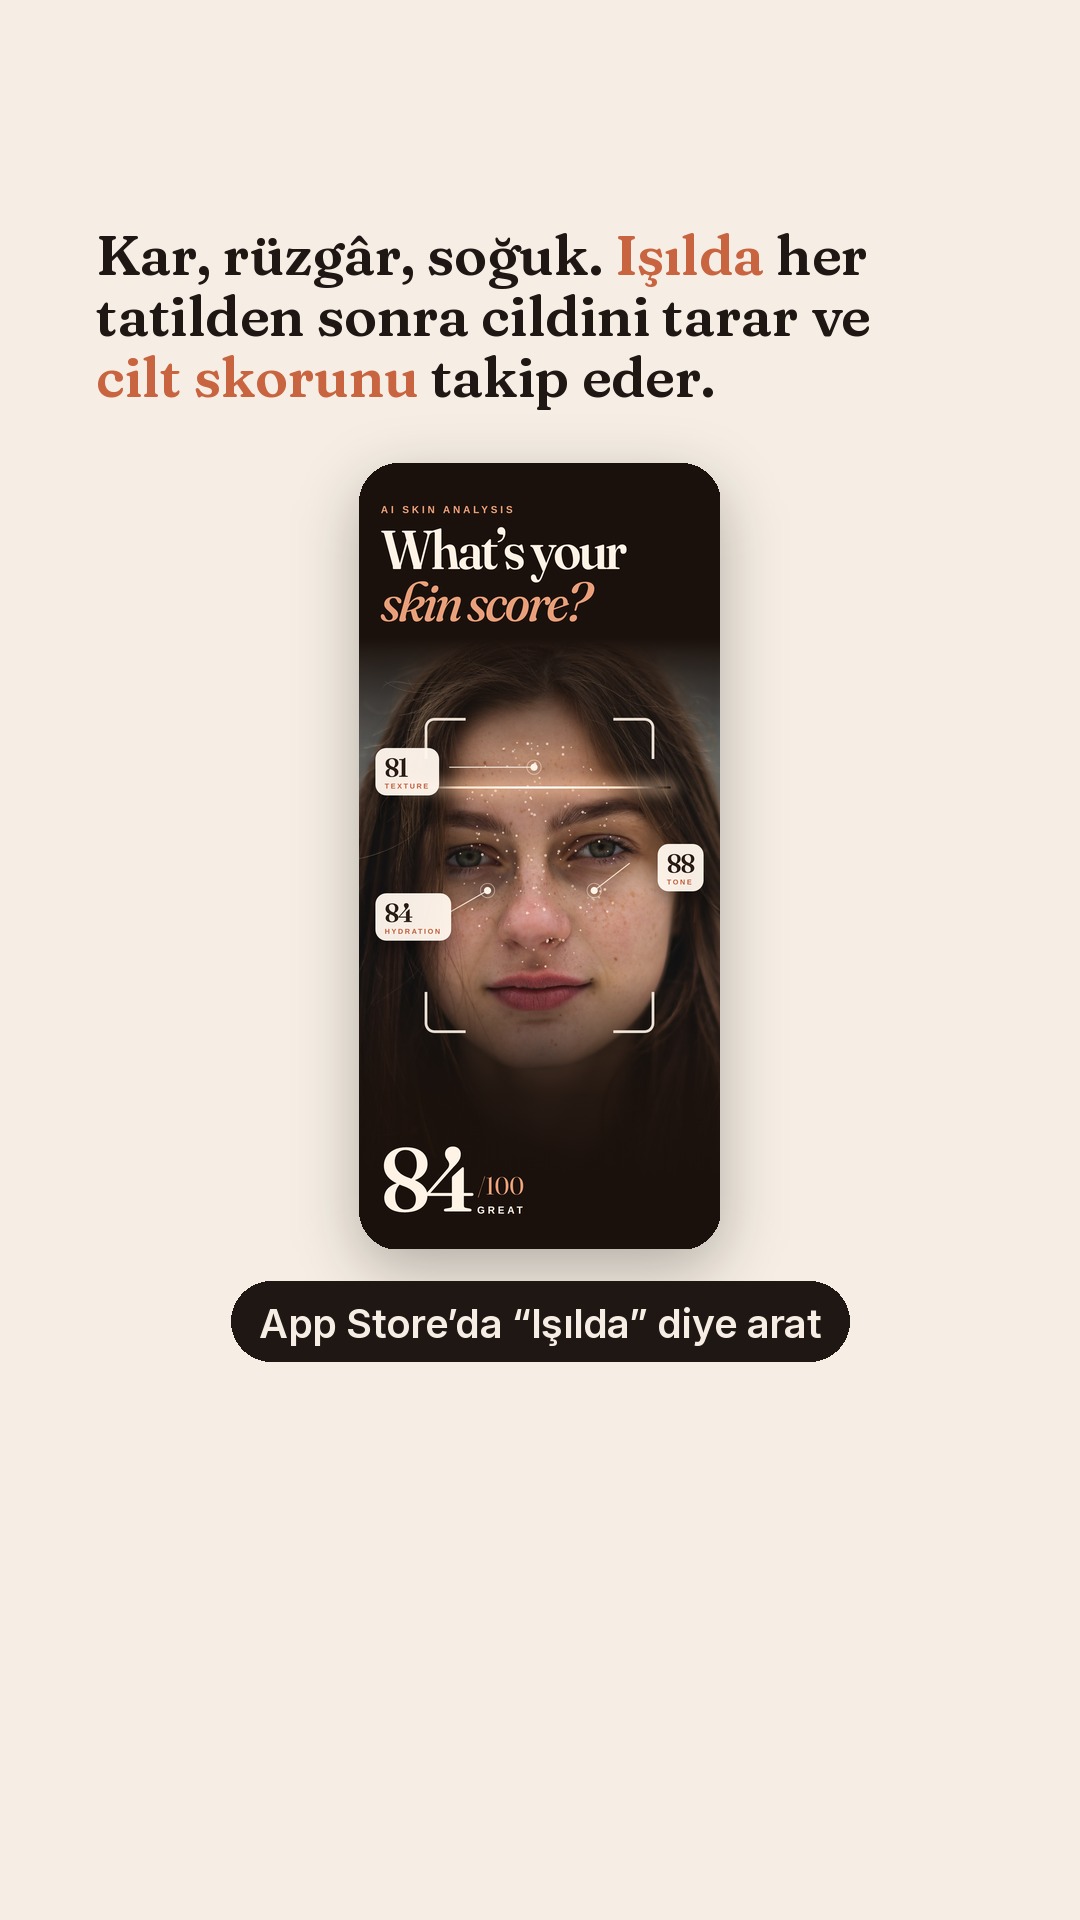 Kar, rüzgâr, soğuk. Işılda her
tatilden sonra cildini tarar ve
cilt skorunu takip eder.
AI SKIN ANALYSIS
What's your
skin score?
81
TEXTURE
88
TONE
84
HYDRATION
84 /100
GREAT
App Store’da “Işılda” diye arat